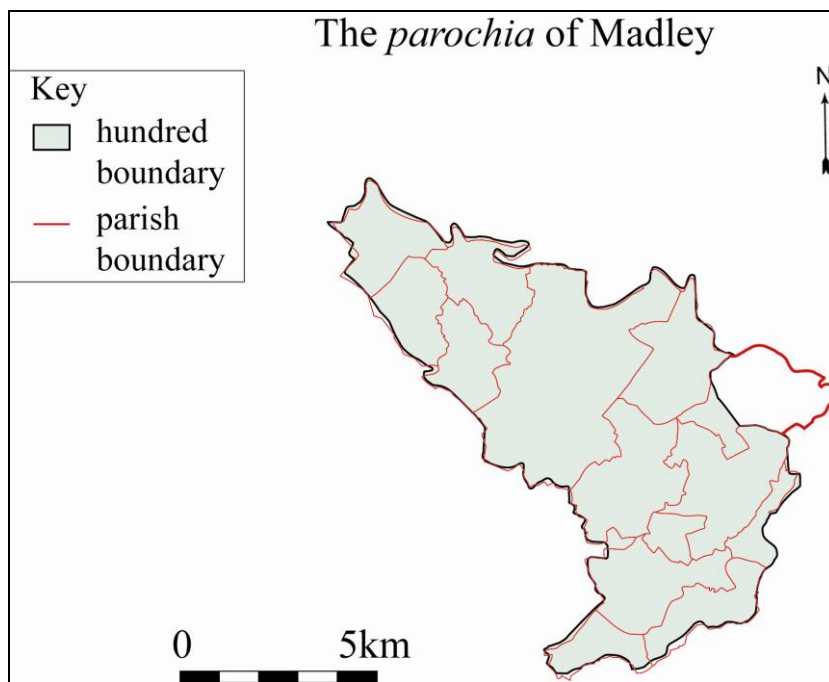 The parochia of Madley
N
Key
hundred
boundary
parish
boundary
0 5km